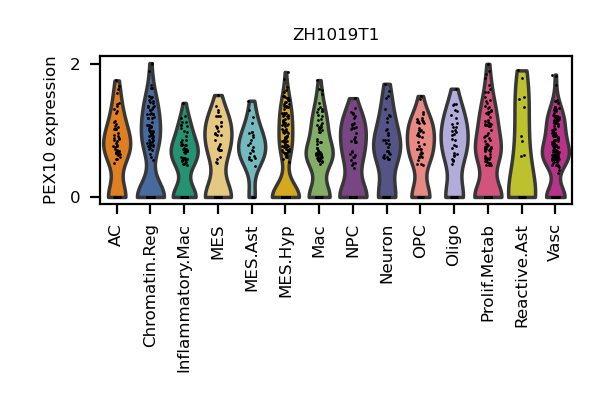 ZH1019T1
PEX10 expression
2
0
AC
Chromatin.Reg
Inflammatory.Mac
MES
MES.Ast
MES.Hyp
Mac
NPC
Neuron
OPC
Oligo
Prolif.Metab
Reactive.Ast
Vasc